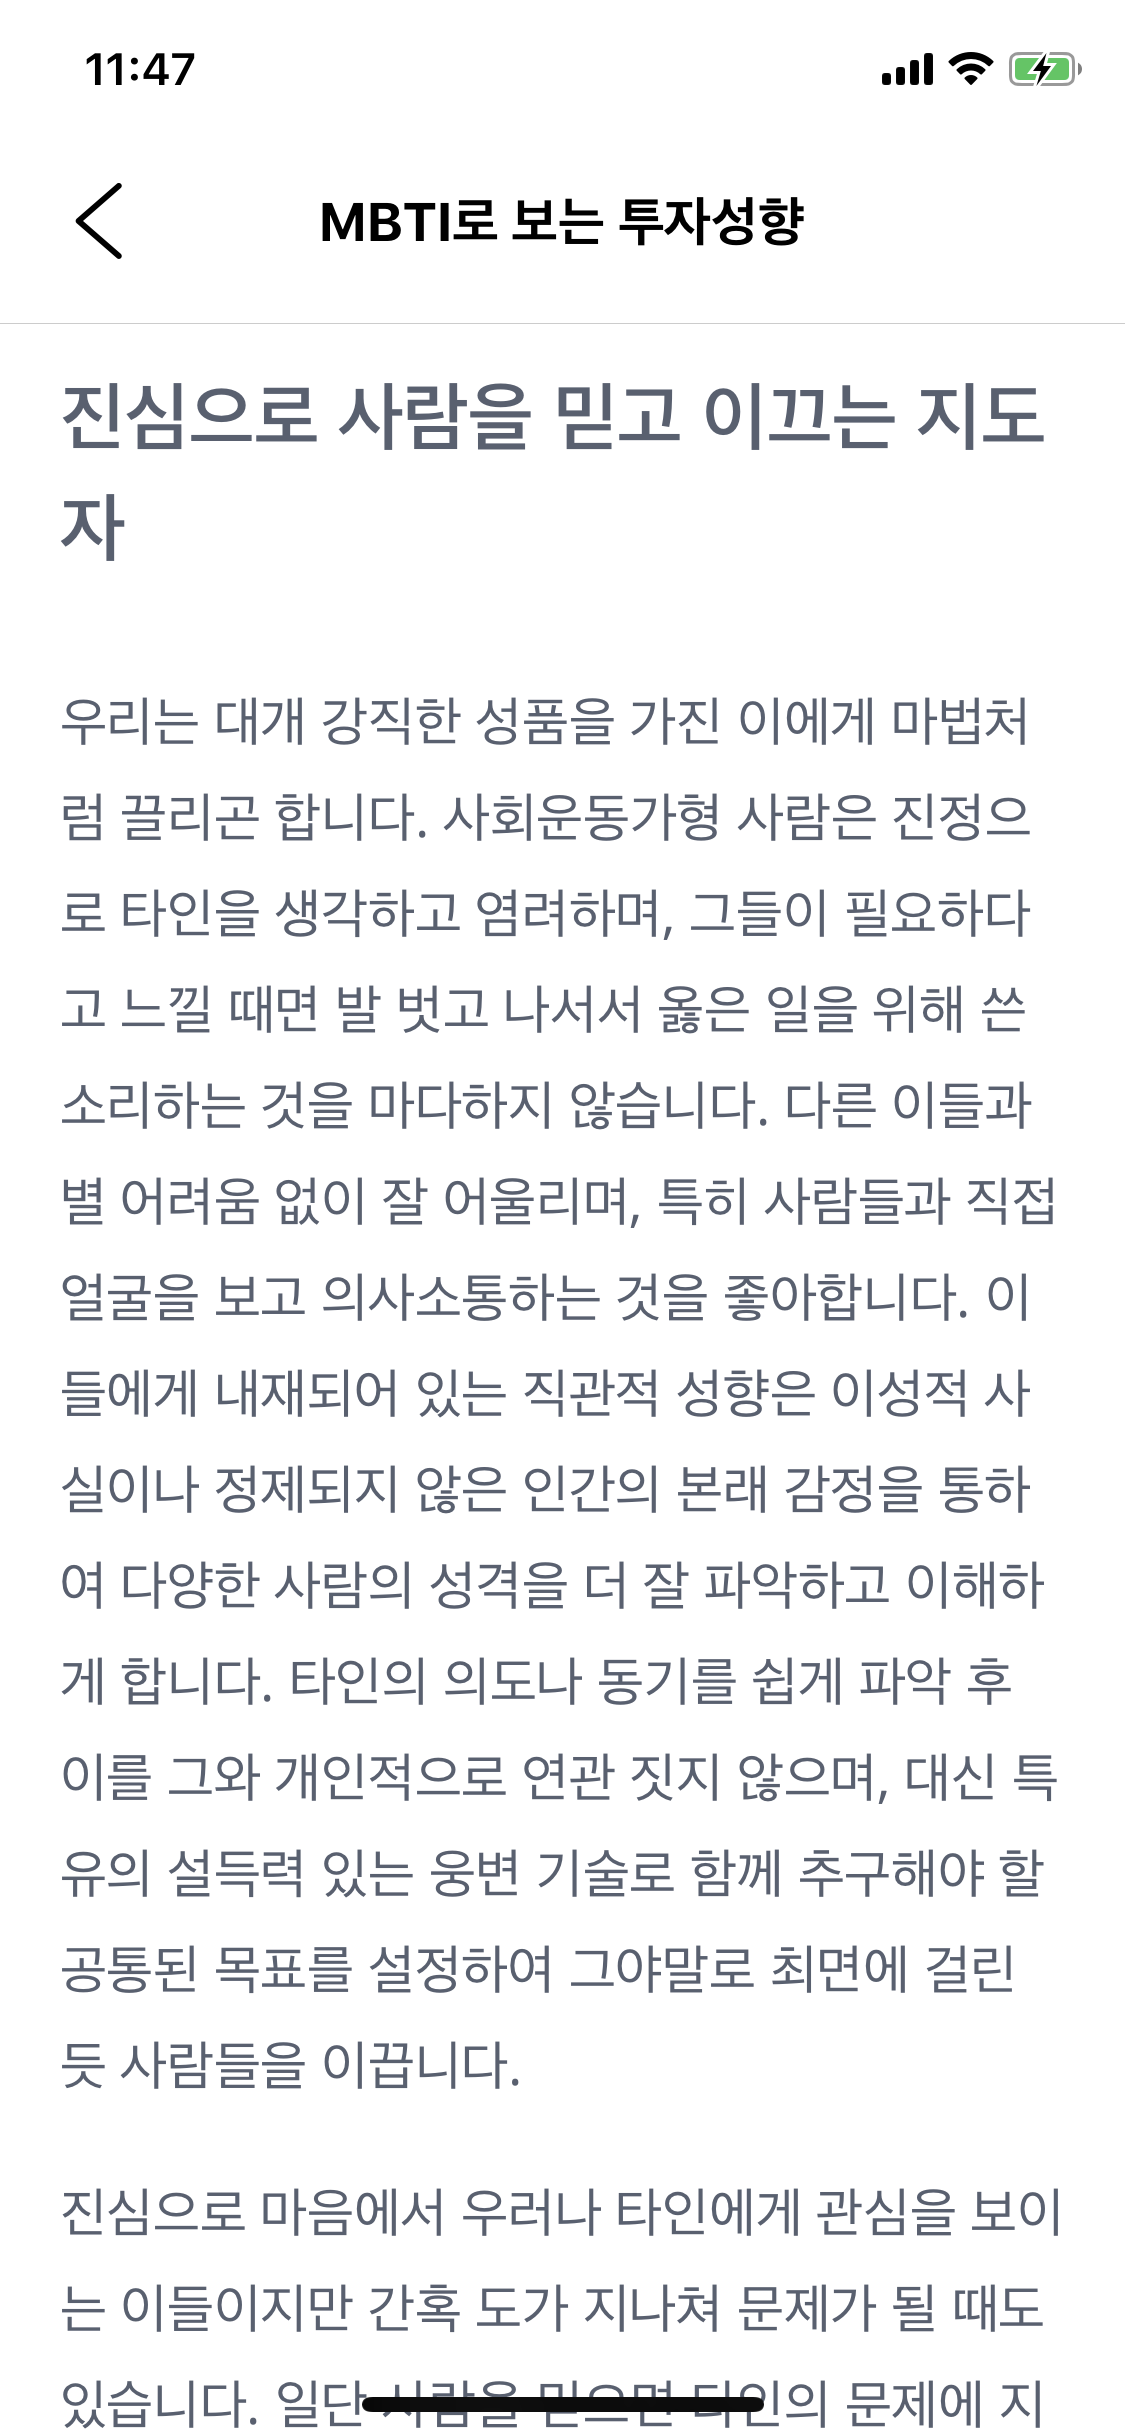 11:47
MBTI로 보는 투자성향
진심으로 사람을 믿고 이끄는 지도
자
우리는 대개 강직한 성품을 가진 이에게 마법처
럼 끌리곤 합니다. 사회운동가형 사람은 진정으
로 타인을 생각하고 염려하며, 그들이 필요하다
고 느낄 때면 발 벗고 나서서 옳은 일을 위해 쓴
소리하는 것을 마다하지 않습니다. 다른 이들과
별 어려움 없이 잘 어울리며, 특히 사람들과 직접
얼굴을 보고 의사소통하는 것을 좋아합니다. 이
들에게 내재되어 있는 직관적 성향은 이성적 사
실이나 정제되지 않은 인간의 본래 감정을 통하
여 다양한 사람의 성격을 더 잘 파악하고 이해하
게 합니다. 타인의 의도나 동기를 쉽게 파악 후
이를 그와 개인적으로 연관 짓지 않으며, 대신 특
유의 설득력 있는 웅변 기술로 함께 추구해야 할
공통된 목표를 설정하여 그야말로 최면에 걸린
듯 사람들을 이끕니다.
진심으로 마음에서 우러나 타인에게 관심을 보이
는 이들이지만 간혹 도가 지나쳐 문제가 될 때도
있습니다. 일단 사람을 믿으면 타인의 문제에 지